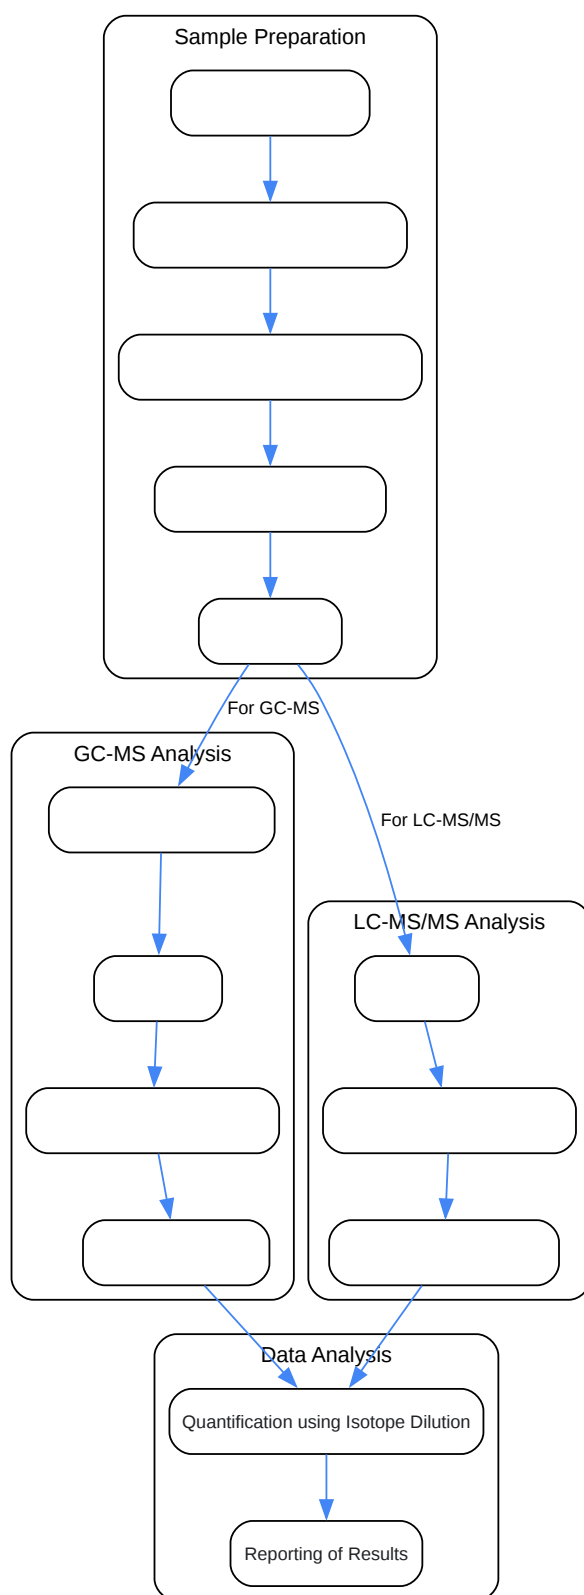 Sample Preparation
For GC-MS
GC-MS Analysis
For LC-MS/MS
LC-MS/MS Analysis
Data Analysis
Quantification using Isotope Dilution
Reporting of Results